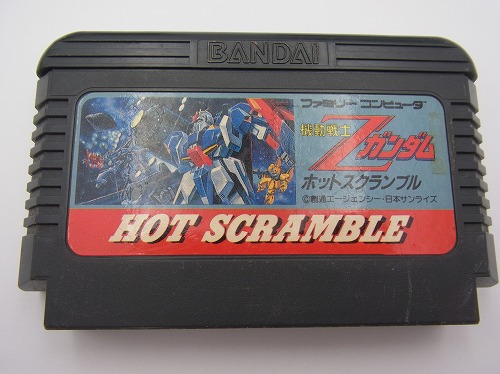 BANDAI
ファミリー コンピュータ
機動戦士
Zガンダム
ホットスクランブル
©創通エージェンシー・日本サンライズ
HOT SCRAMBLE